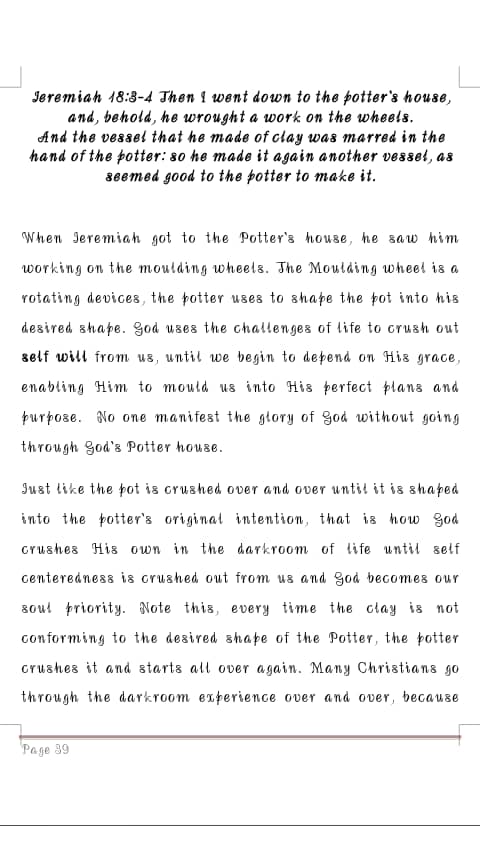 Jeremiah 18:3-4 Then I went down to the potter's house,
and, behold, he wrought a work on the wheels.
And the vessel that he made of clay was marred in the
hand of the potter: so he made it again another vessel, as
seemed good to the potter to make it.
When Jeremiah got to the Potter's house, he saw him
working on the moulding wheels. The Moulding wheel is a
rotating devices, the potter uses to shape the pot into his
desired shape. God uses the challenges of life to crush out
self will from us, until we begin to depend on His grace,
enabling Him to mould us into His perfect plans and
purpose. No one manifest the glory of God without going
through God's Potter house.
Just like the pot is crushed over and over until it is shaped
into the potter's original intention, that is how God
crushes His own in the darkroom of life until self
centeredness is crushed out from us and God becomes our
soul priority. Note this, every time the clay is not
conforming to the desired shape of the Potter, the potter
crushes it and starts all over again. Many Christians go
through the darkroom experience over and over, because
Page 39